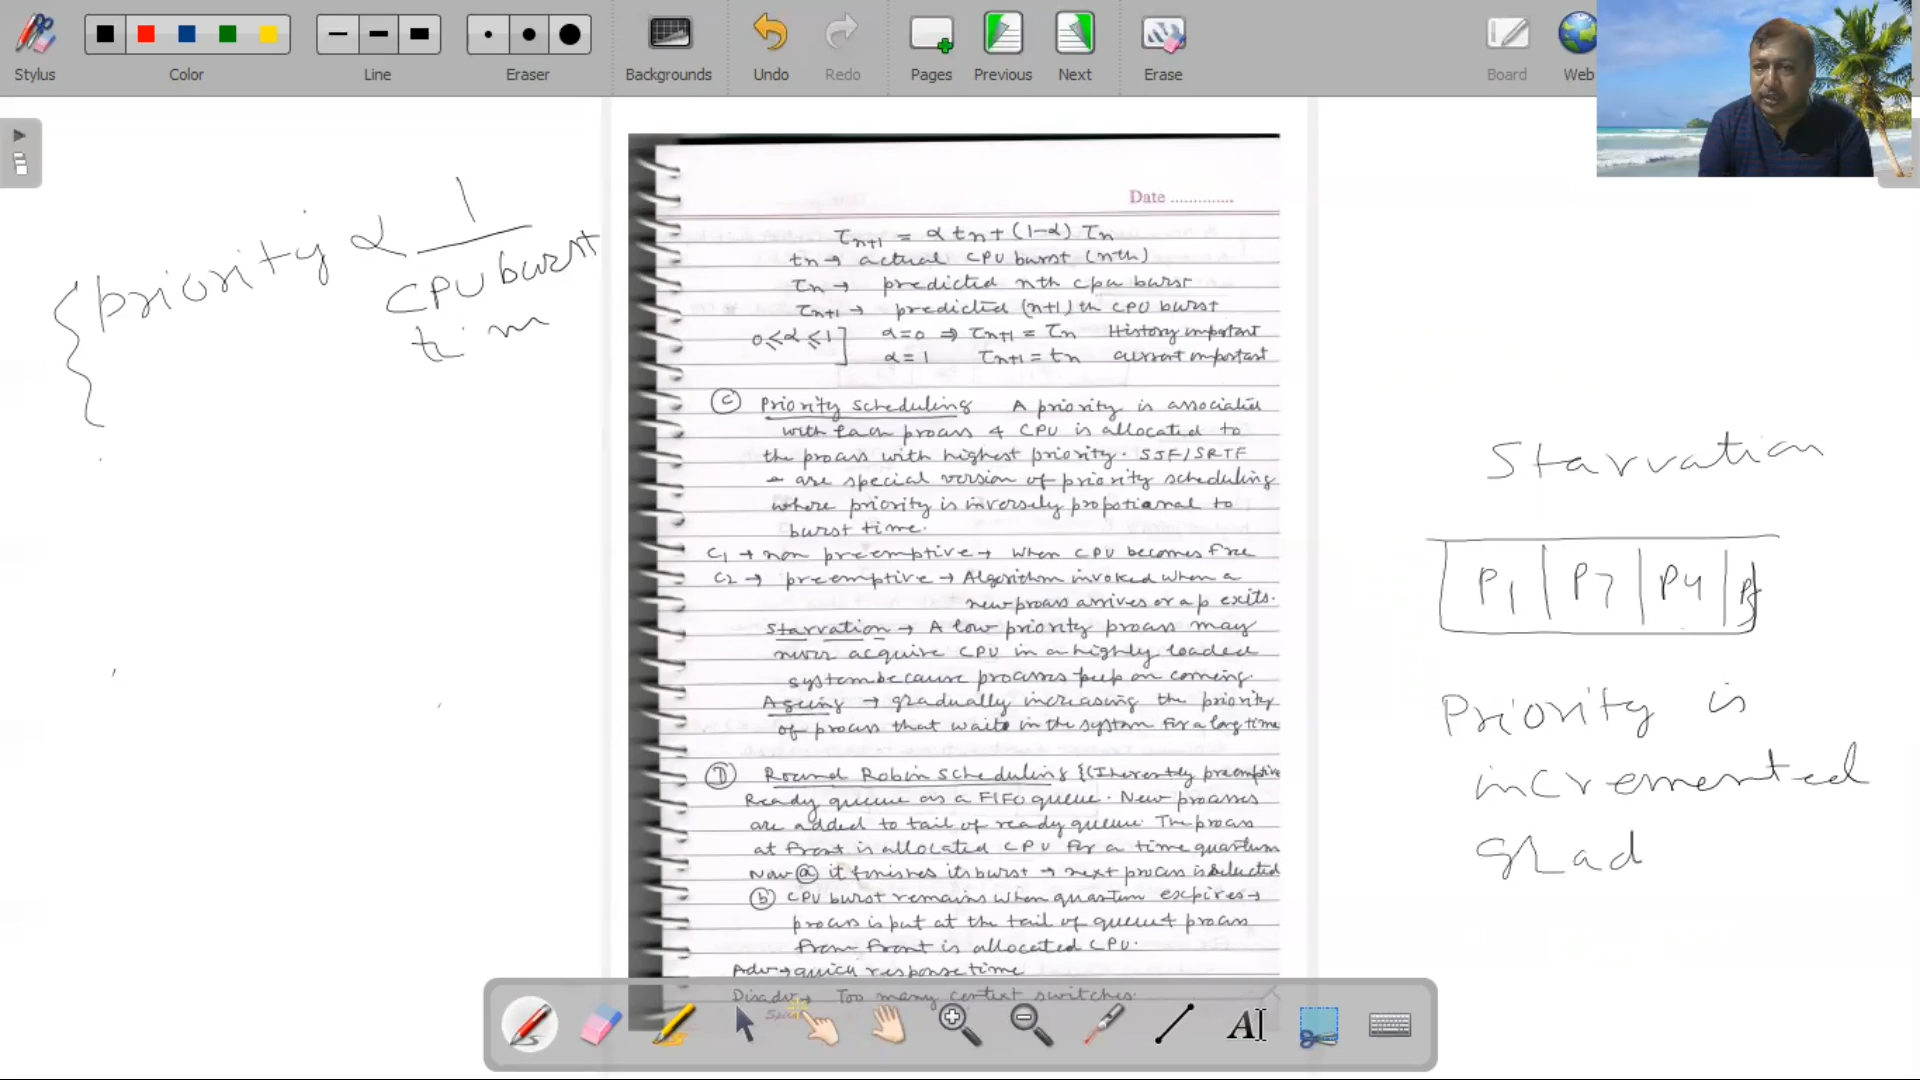 Stylus
Color
Line
Eraser
Backgrounds
Undo
Redo
Pages
Previous
Next
Erase
Board
Web
{priority α 1
CPU burst
tim
Date .............
τn+1 = α tn + (1-α) τn
tn → actual CPU burst (nth)
τn → predicted nth cpu burst
τn+1 → predicted (n+1)th CPU burst
0≤α≤1] α=0 ⇒ τn+1 = τn History important
α=1 τn+1 = tn current important
(C) Priority scheduling A priority is associated
with each process & CPU is allocated to
the process with highest priority. SJF/SRTF
are special version of priority scheduling
where priority is inversely propotional to
burst time.
C1 → non preemptive → when CPU becomes free
C2 → preemptive → Algorithm invoked when a
new process arrives or a p exits.
Starvation → A low priority process may
never acquire CPU in a highly loaded
system because processes keep on coming.
Ageing → gradually increasing the priority
of process that waits in the system for a long time
(D) Round Robin scheduling {(Inherently preemptive
Ready queue as a FIFO queue. New processes
are added to tail of ready queue. The process
at front is allocated CPU for a time quantum
Now (a) it finishes its burst → next process is selected
(b) CPU burst remains when quantum expires →
process is put at the tail of queue & process
from front is allocated CPU.
Adv → quick response time
Disadv → Too many context switches.
Starvation
P1 | P7 | P4 |
Priority is
incremented
grad
AI